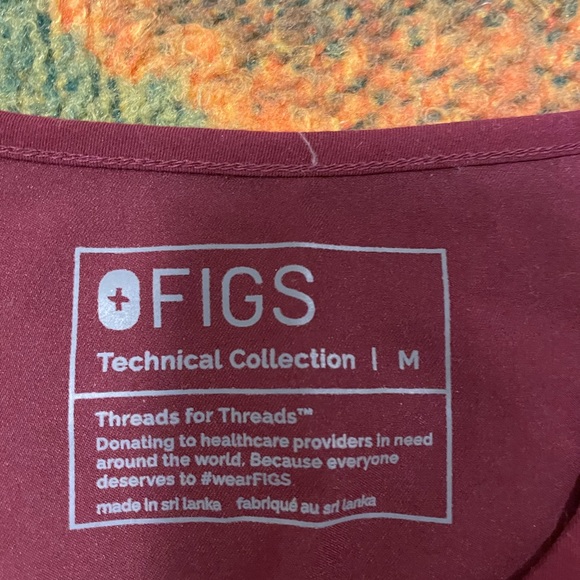 FIGS
Technical Collection | M
Threads for Threads™
Donating to healthcare providers in need
around the world. Because everyone
deserves to #wearFIGS
made in sri lanka fabriqué au sri lanka